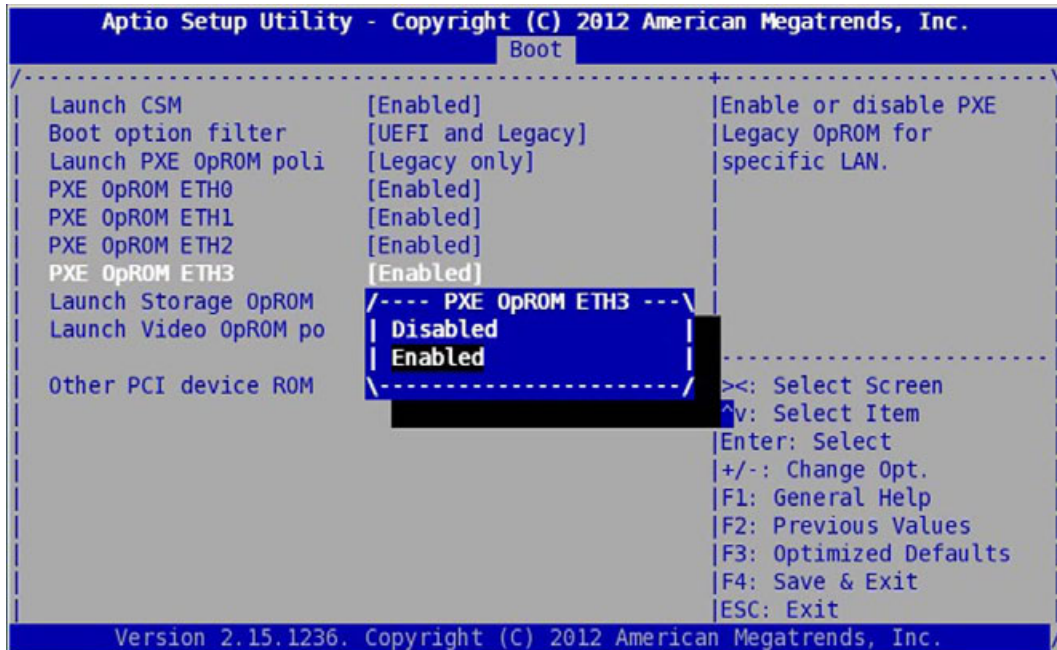 Aptio Setup Utility - Copyright (C) 2012 American Megatrends, Inc.
Boot
Launch CSM [Enabled]
Boot option filter [UEFI and Legacy]
Launch PXE OpROM poli [Legacy only]
PXE OpROM ETH0 [Enabled]
PXE OpROM ETH1 [Enabled]
PXE OpROM ETH2 [Enabled]
PXE OpROM ETH3 [Enabled]
Launch Storage OpROM
Launch Video OpROM po
Other PCI device ROM
/---- PXE OpROM ETH3 ---\
Disabled
Enabled
Enable or disable PXE
Legacy OpROM for
specific LAN.
><: Select Screen
^v: Select Item
Enter: Select
+/-: Change Opt.
F1: General Help
F2: Previous Values
F3: Optimized Defaults
F4: Save & Exit
ESC: Exit
Version 2.15.1236. Copyright (C) 2012 American Megatrends, Inc.